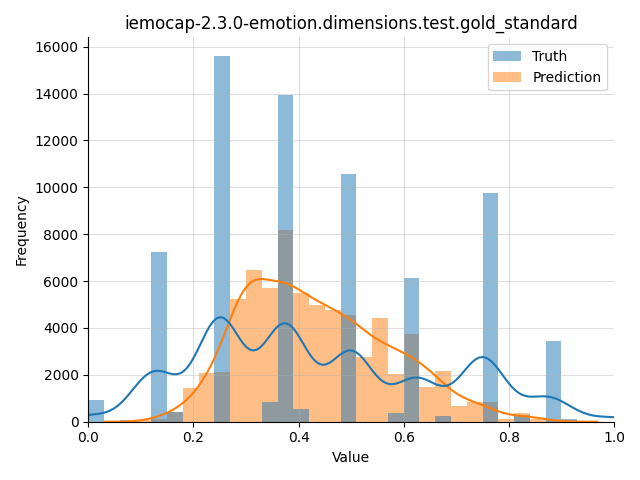 iemocap-2.3.0-emotion.dimensions.test.gold_standard
Truth
Prediction
Frequency
16000
14000
12000
10000
8000
6000
4000
2000
0
0.0 0.2 0.4 0.6 0.8 1.0
Value